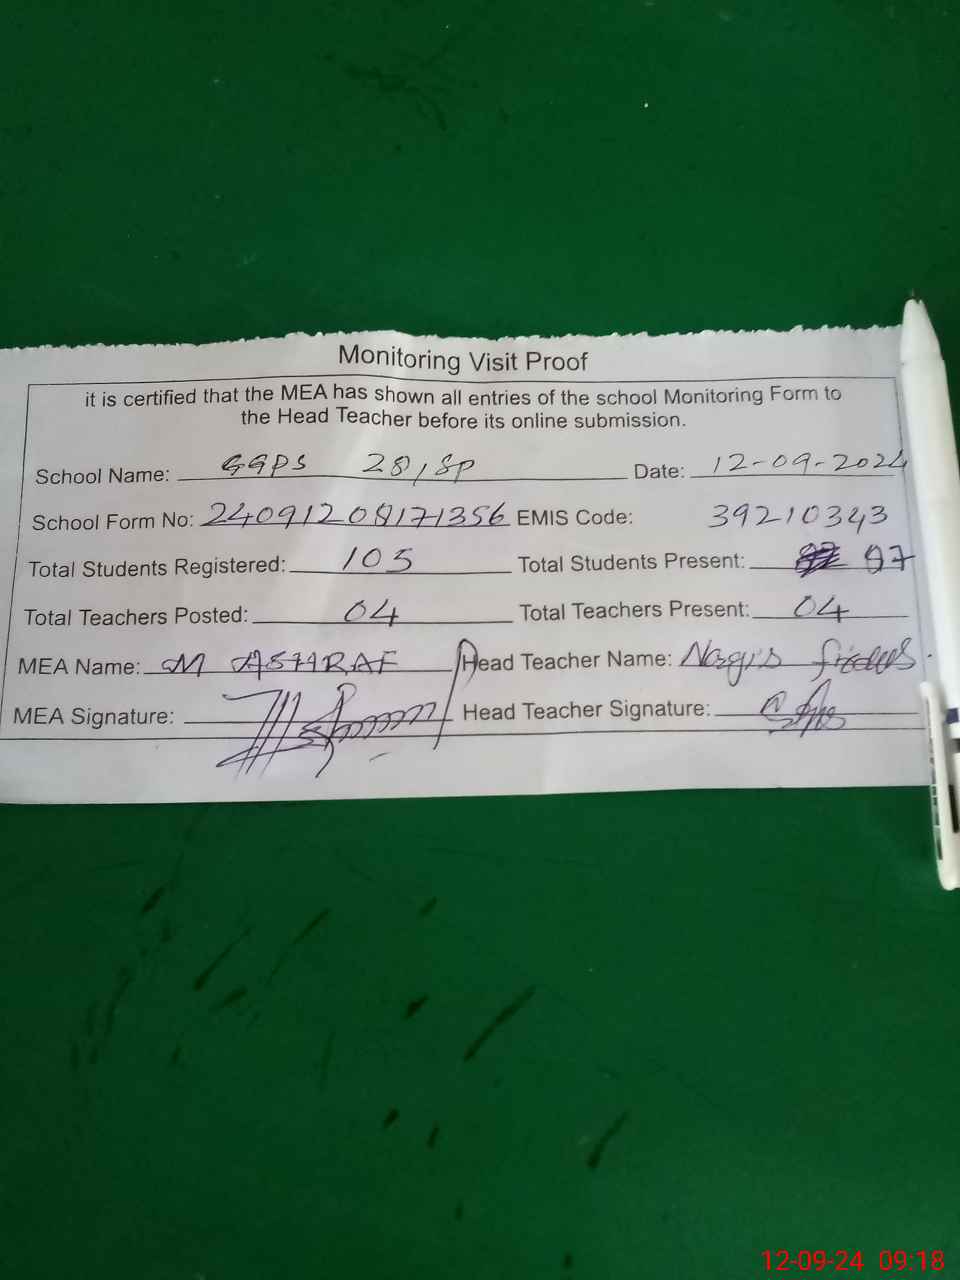 Monitoring Visit Proof
it is certified that the MEA has shown all entries of the school Monitoring Form to
the Head Teacher before its online submission.
School Name: GGPS 28/SP Date: 12-09-2024
School Form No: 24091208171356 EMIS Code: 39210343
Total Students Registered: 105 Total Students Present: 87
Total Teachers Posted: 04 Total Teachers Present: 04
MEA Name: M ASHRAF Head Teacher Name: Nargis
MEA Signature: Head Teacher Signature:
12-09-24 09:18